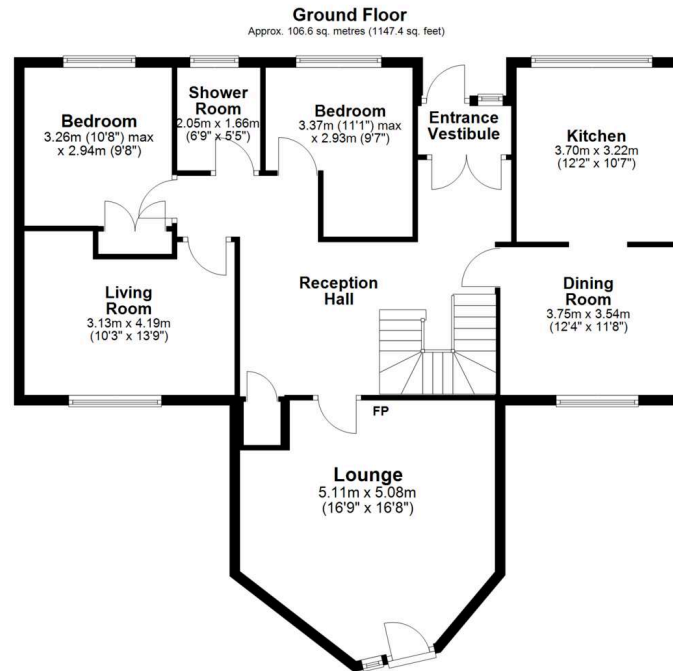 Ground Floor
Approx. 106.6 sq. metres (1147.4 sq. feet)
Bedroom
3.26m (10'8") max
x 2.94m (9'8")
Shower
Room
2.05m x 1.66m
(6'9" x 5'5")
Bedroom
3.37m (11'1") max
x 2.93m (9'7")
Entrance
Vestibule
Kitchen
3.70m x 3.22m
(12'2" x 10'7")
Living
Room
3.13m x 4.19m
(10'3" x 13'9")
Reception
Hall
Dining
Room
3.75m x 3.54m
(12'4" x 11'8")
FP
Lounge
5.11m x 5.08m
(16'9" x 16'8")